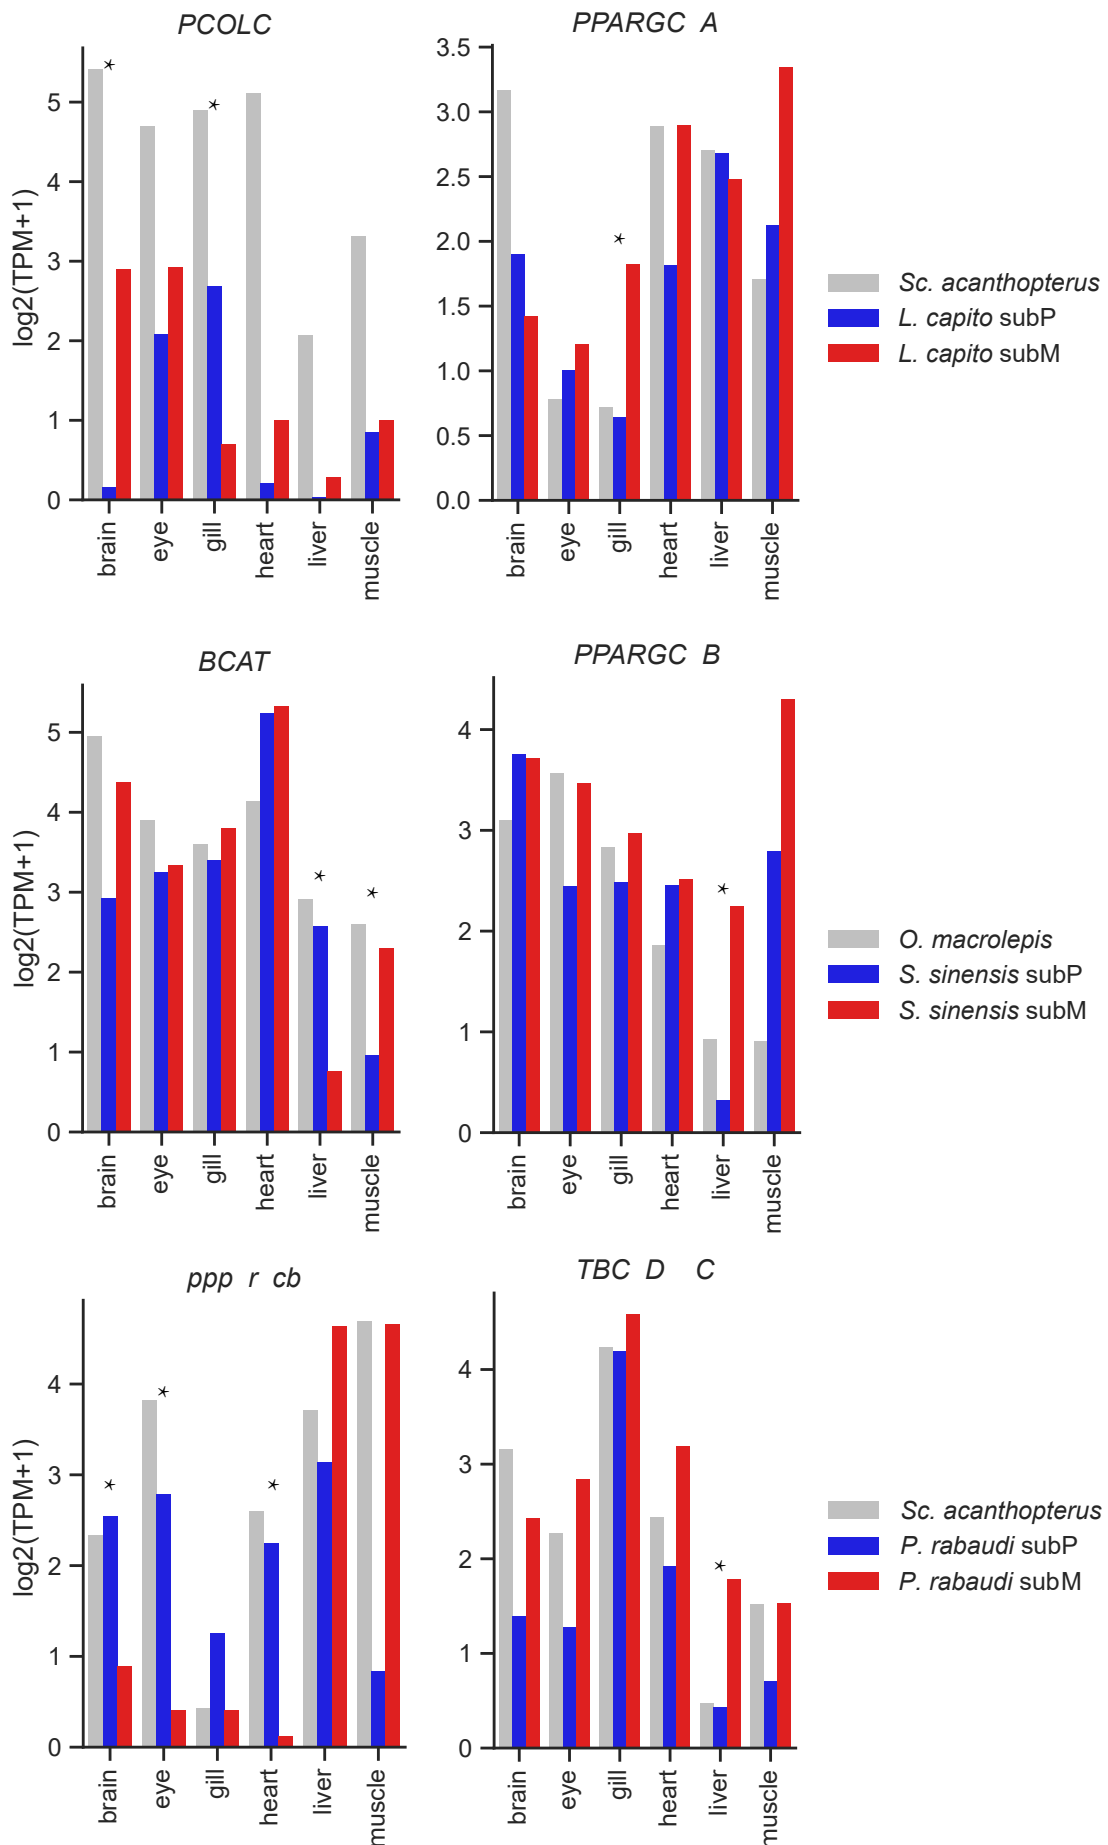 PCOLC
log2(TPM+1)
5
4
3
2
1
0
brain
eye
gill
heart
liver
muscle
PPARGC A
3.5
3.0
2.5
2.0
1.5
1.0
0.5
0.0
brain
eye
gill
heart
liver
muscle
Sc. acanthopterus
L. capito subP
L. capito subM
BCAT
log2(TPM+1)
5
4
3
2
1
0
brain
eye
gill
heart
liver
muscle
PPARGC B
4
3
2
1
0
brain
eye
gill
heart
liver
muscle
O. macrolepis
S. sinensis subP
S. sinensis subM
ppp r cb
log2(TPM+1)
4
3
2
1
0
brain
eye
gill
heart
liver
muscle
TBC D C
4
3
2
1
0
brain
eye
gill
heart
liver
muscle
Sc. acanthopterus
P. rabaudi subP
P. rabaudi subM